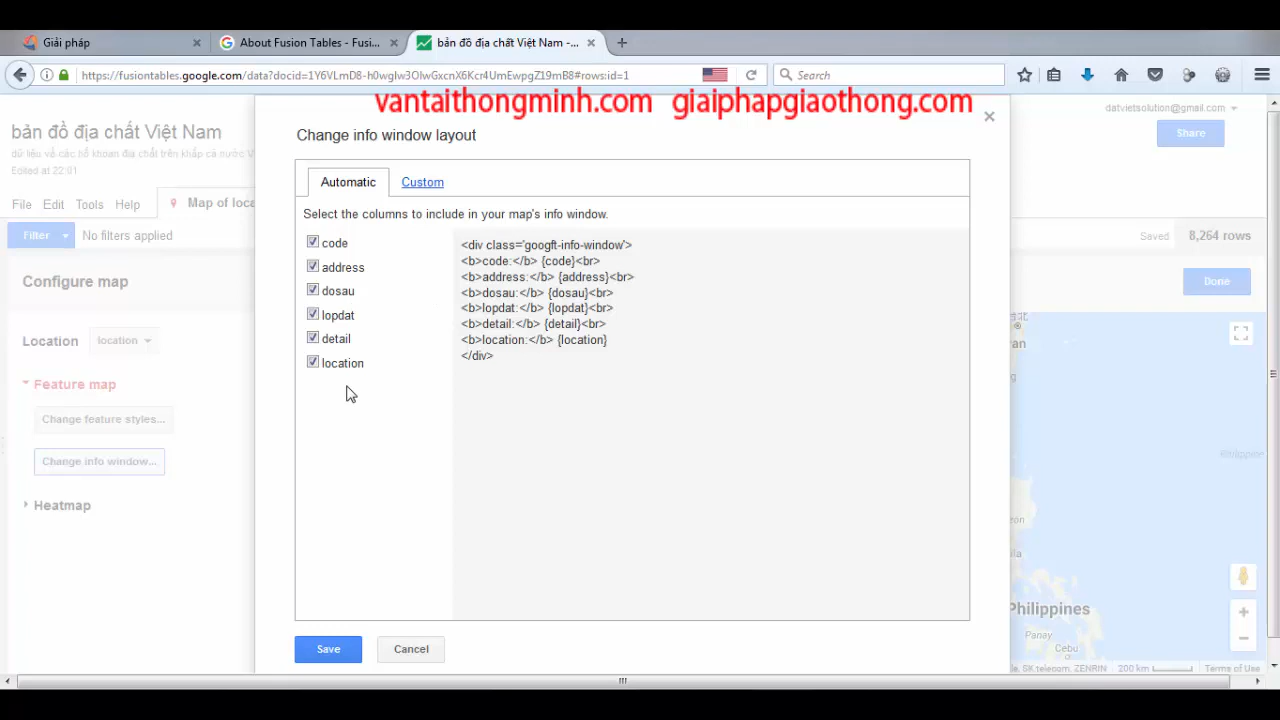 Giải pháp
About Fusion Tables - Fusi...
bản đồ địa chất Việt Nam -...
https://fusiontables.google.com/data?docid=1Y6VLmD8-h0wgIw3OIwGxcnX6Kcr4UmEwpgZ19mB8#rows:id=1
Search
vantaithongminh.com giaiphapgiaothong.com
datvietsolution@gmail.com
bản đồ địa chất Việt Nam
Share
dữ liệu về các hố khoan địa chất trên khắp cả nước V
Edited at 22:01
File Edit Tools Help
Map of loca
Filter
No filters applied
Saved
8,264 rows
Configure map
Done
Location
location
Feature map
Change feature styles...
Change info window...
Heatmap
Change info window layout
Automatic
Custom
Select the columns to include in your map's info window.
code
address
dosau
lopdat
detail
location
<div class='googft-info-window'>
<b>code:</b> {code}<br>
<b>address:</b> {address}<br>
<b>dosau:</b> {dosau}<br>
<b>lopdat:</b> {lopdat}<br>
<b>detail:</b> {detail}<br>
<b>location:</b> {location}
</div>
Save
Cancel
Philippine
Philippines
Panay
Cebu
SK telecom, ZENRIN
200 km
Terms of Use